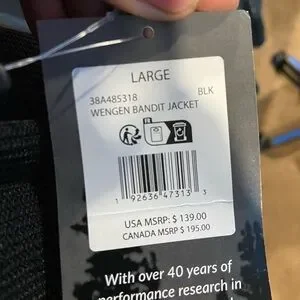 LARGE
38A485318 BLK
WENGEN BANDIT JACKET
1 92636 47313 3
USA MSRP: $ 139.00
CANADA MSRP $ 195.00
With over 40 years of
performance research in